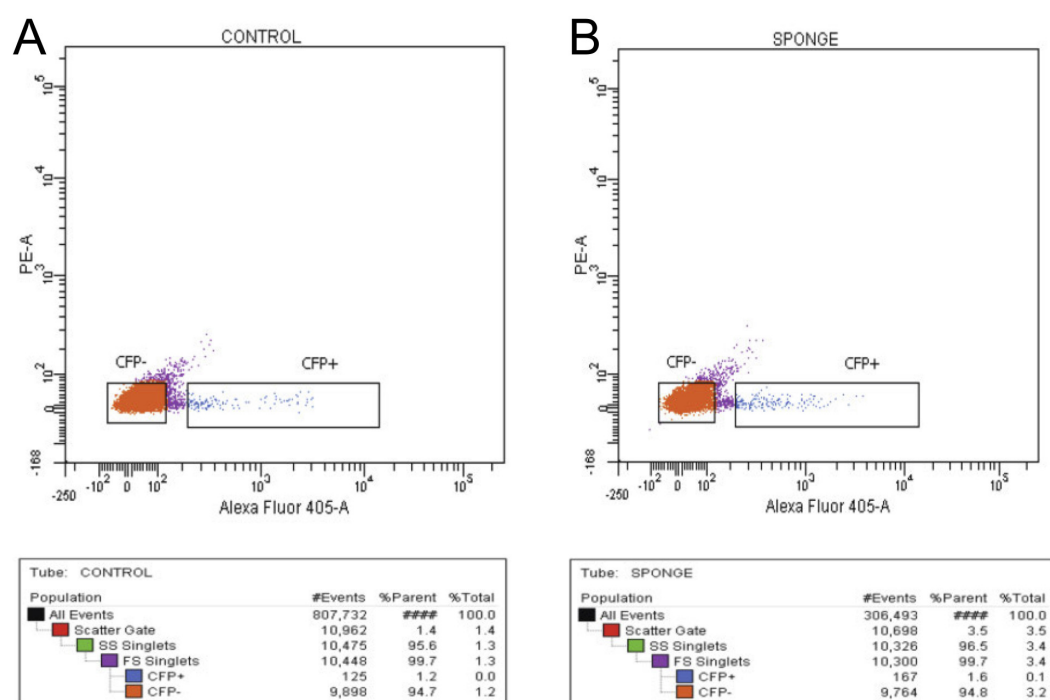 A
CONTROL
10^5
10^4
10^3
10^2
0
-168
PE-A
CFP-
CFP+
-250
-10^2
0
10^2
10^3
10^4
10^5
Alexa Fluor 405-A
Tube: CONTROL
Population #Events %Parent %Total
All Events 807,732 #### 100.0
Scatter Gate 10,962 1.4 1.4
SS Singlets 10,475 95.6 1.3
FS Singlets 10,448 99.7 1.3
CFP+ 125 1.2 0.0
CFP- 9,898 94.7 1.2
B
SPONGE
10^5
10^4
10^3
10^2
0
-168
PE-A
CFP-
CFP+
-250
-10^2
0
10^2
10^3
10^4
10^5
Alexa Fluor 405-A
Tube: SPONGE
Population #Events %Parent %Total
All Events 306,493 #### 100.0
Scatter Gate 10,698 3.5 3.5
SS Singlets 10,326 96.5 3.4
FS Singlets 10,300 99.7 3.4
CFP+ 167 1.6 0.1
CFP- 9,764 94.8 3.2